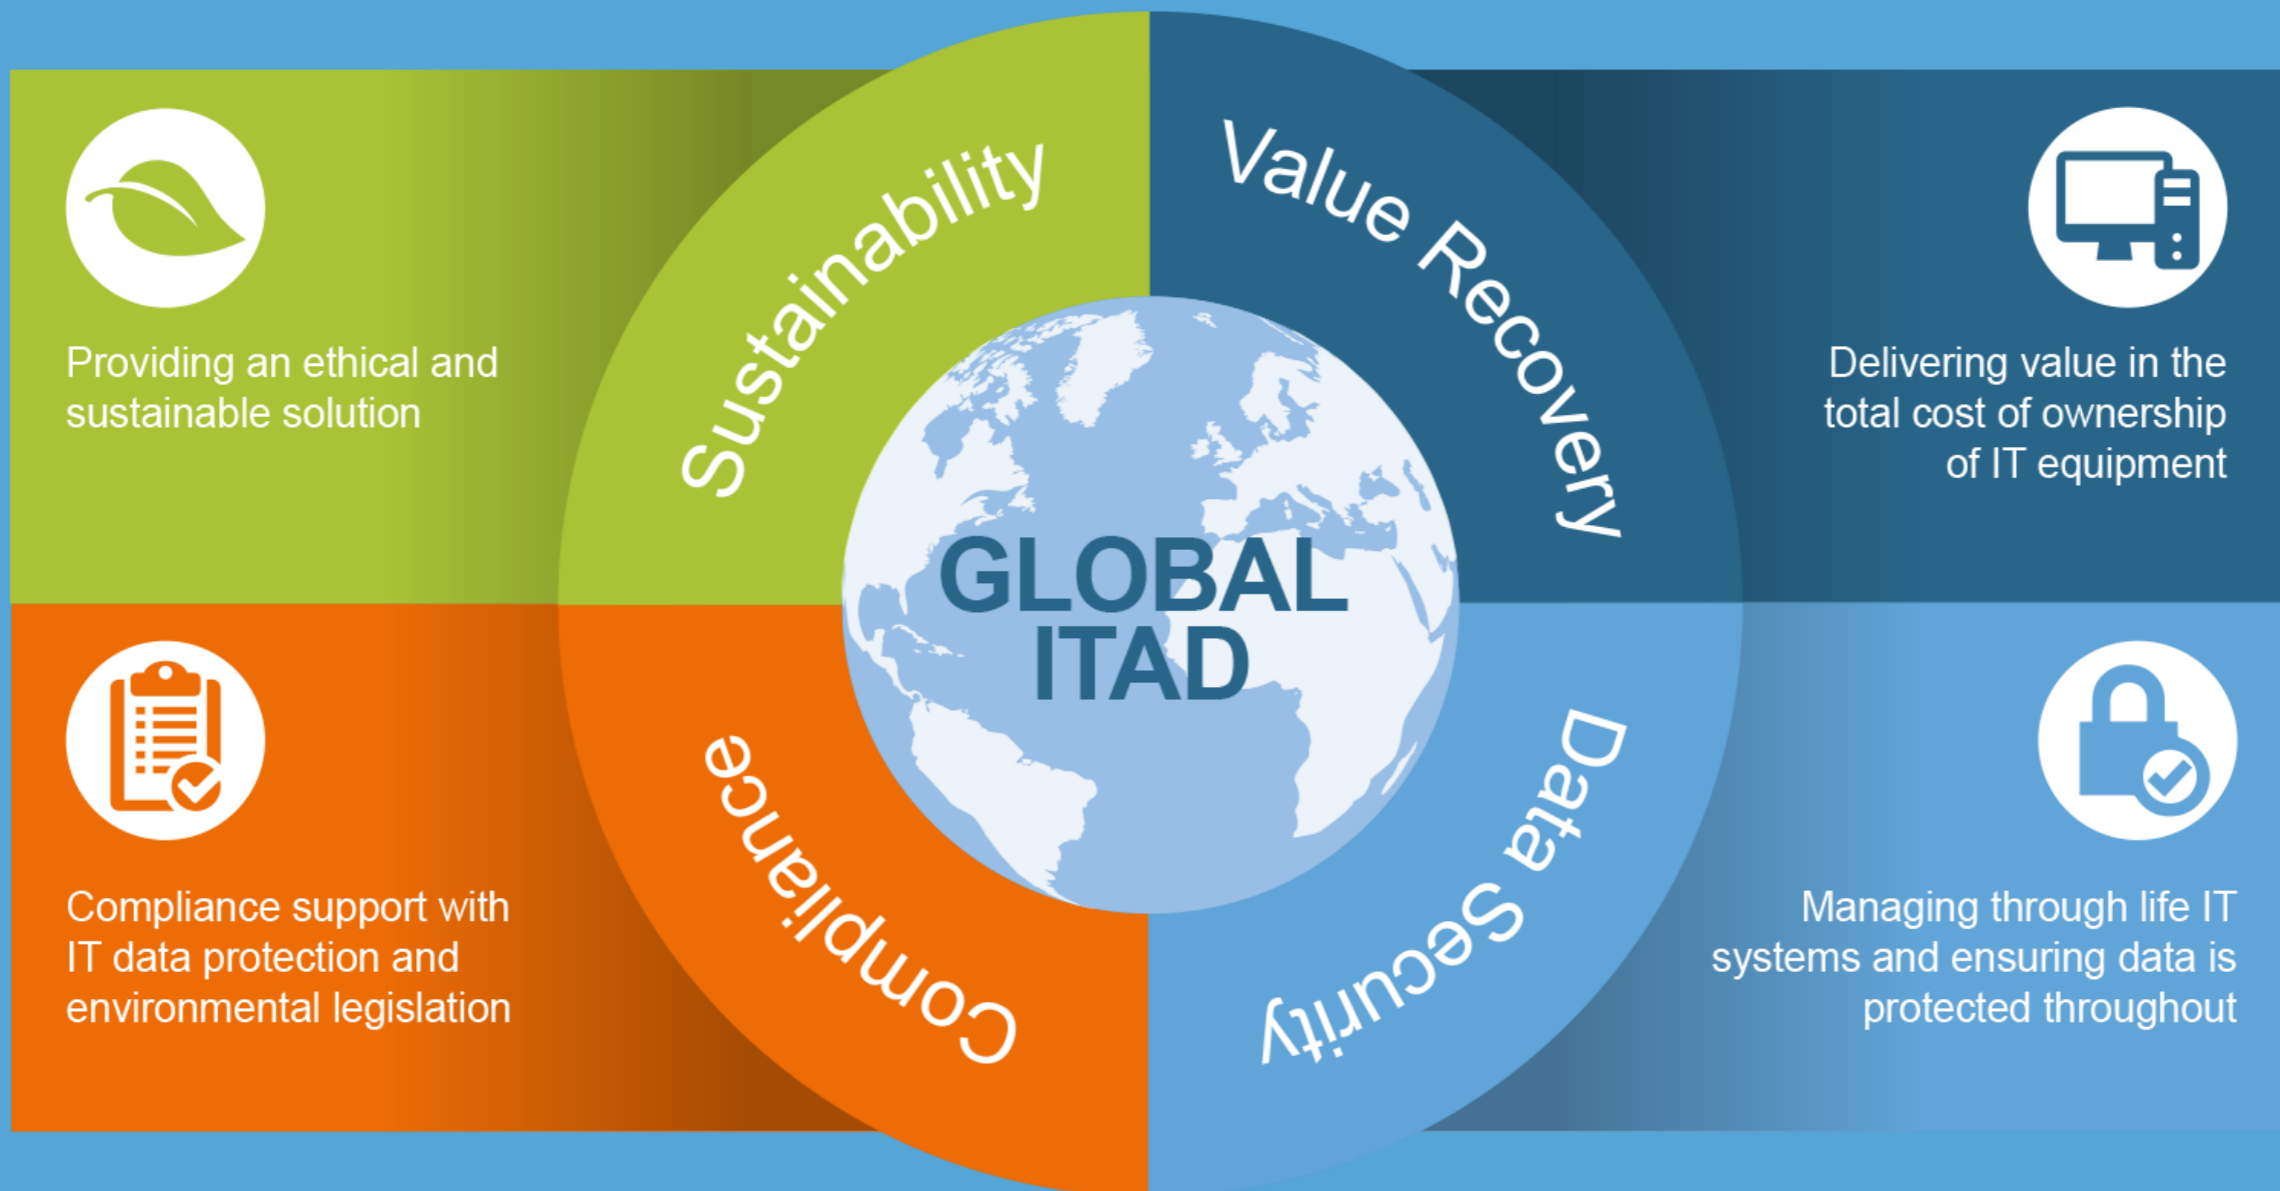 Sustainability
Providing an ethical and
sustainable solution
Value Recovery
Delivering value in the
total cost of ownership
of IT equipment
GLOBAL
ITAD
Compliance
Compliance support with
IT data protection and
environmental legislation
Data Security
Managing through life IT
systems and ensuring data is
protected throughout